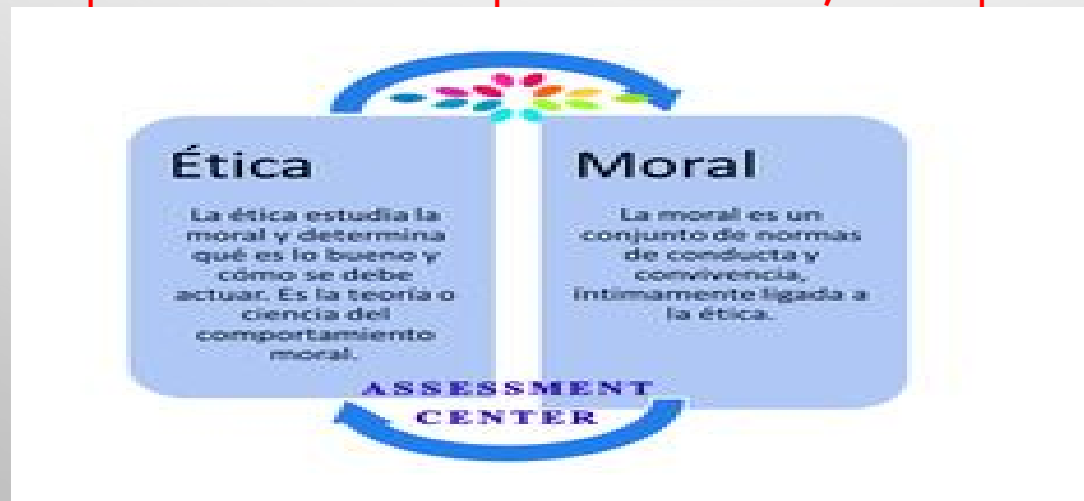 Ética
La ética estudia la
moral y determina
qué es lo bueno y
cómo se debe
actuar. Es la teoría o
ciencia del
comportamiento
moral.
Moral
La moral es un
conjunto de normas
de conducta y
convivencia,
íntimamente ligada a
la ética.
ASSESSMENT
CENTER